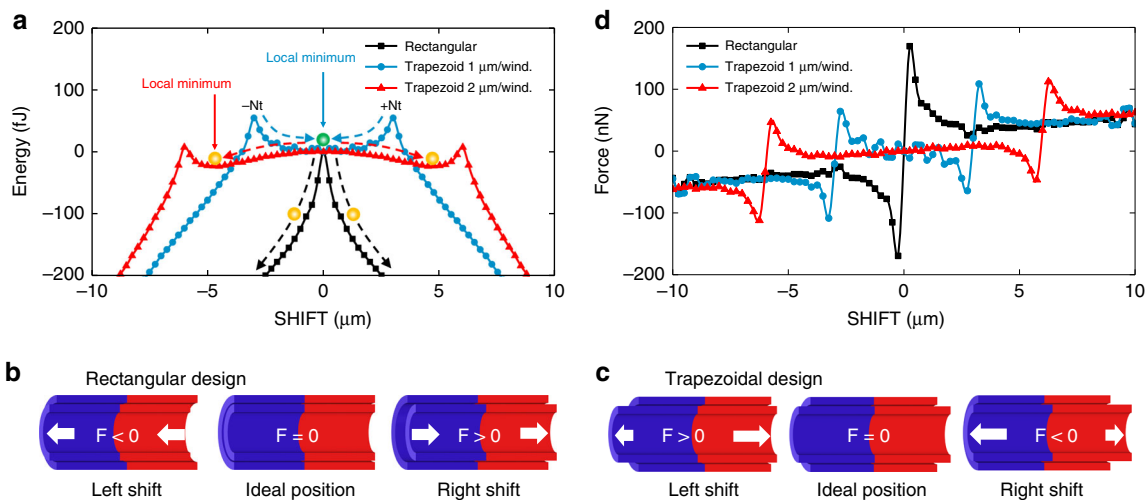 a
200
100
0
−100
−200
Energy (fJ)
−10
−5
0
5
10
SHIFT (μm)
Local minimum
Local minimum
−Nt
+Nt
Rectangular
Trapezoid 1 μm/wind.
Trapezoid 2 μm/wind.
d
200
100
0
−100
−200
Force (nN)
−10
−5
0
5
10
SHIFT (μm)
Rectangular
Trapezoid 1 μm/wind.
Trapezoid 2 μm/wind.
b
Rectangular design
F < 0
F = 0
F > 0
Left shift
Ideal position
Right shift
c
Trapezoidal design
F > 0
F = 0
F < 0
Left shift
Ideal position
Right shift